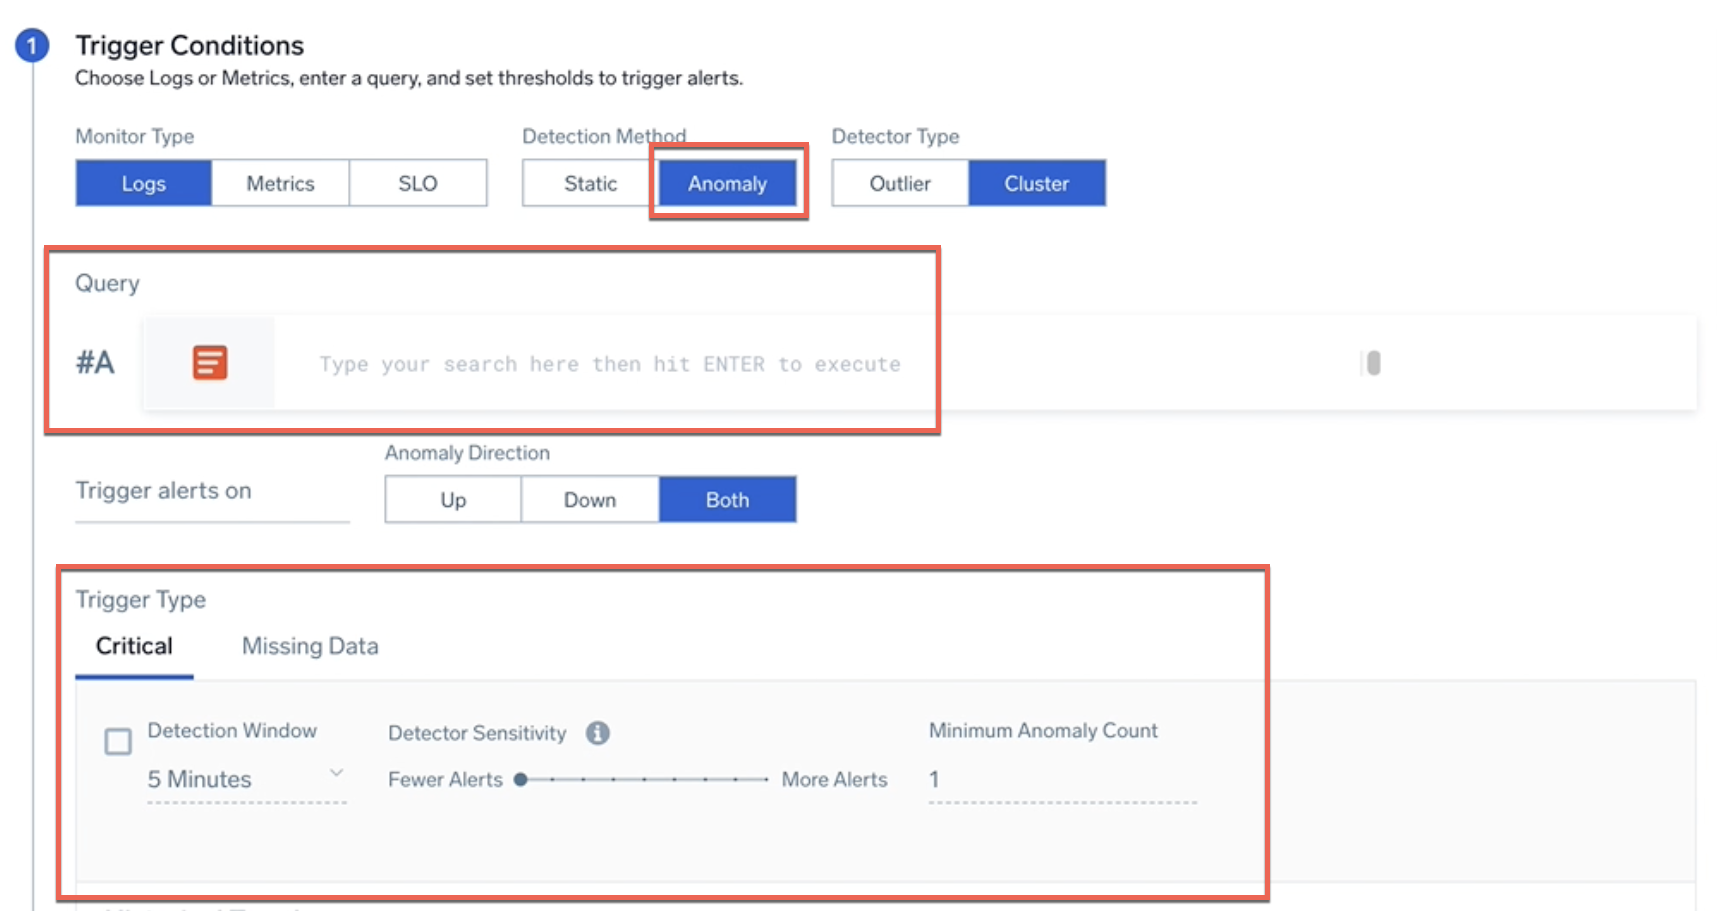 1
Trigger Conditions
Choose Logs or Metrics, enter a query, and set thresholds to trigger alerts.
Monitor Type
Detection Method
Detector Type
Logs
Metrics
SLO
Static
Anomaly
Outlier
Cluster
Query
#A
Type your search here then hit ENTER to execute
Anomaly Direction
Trigger alerts on
Up
Down
Both
Trigger Type
Critical
Missing Data
Detection Window
Detector Sensitivity
Minimum Anomaly Count
5 Minutes
Fewer Alerts
More Alerts
1